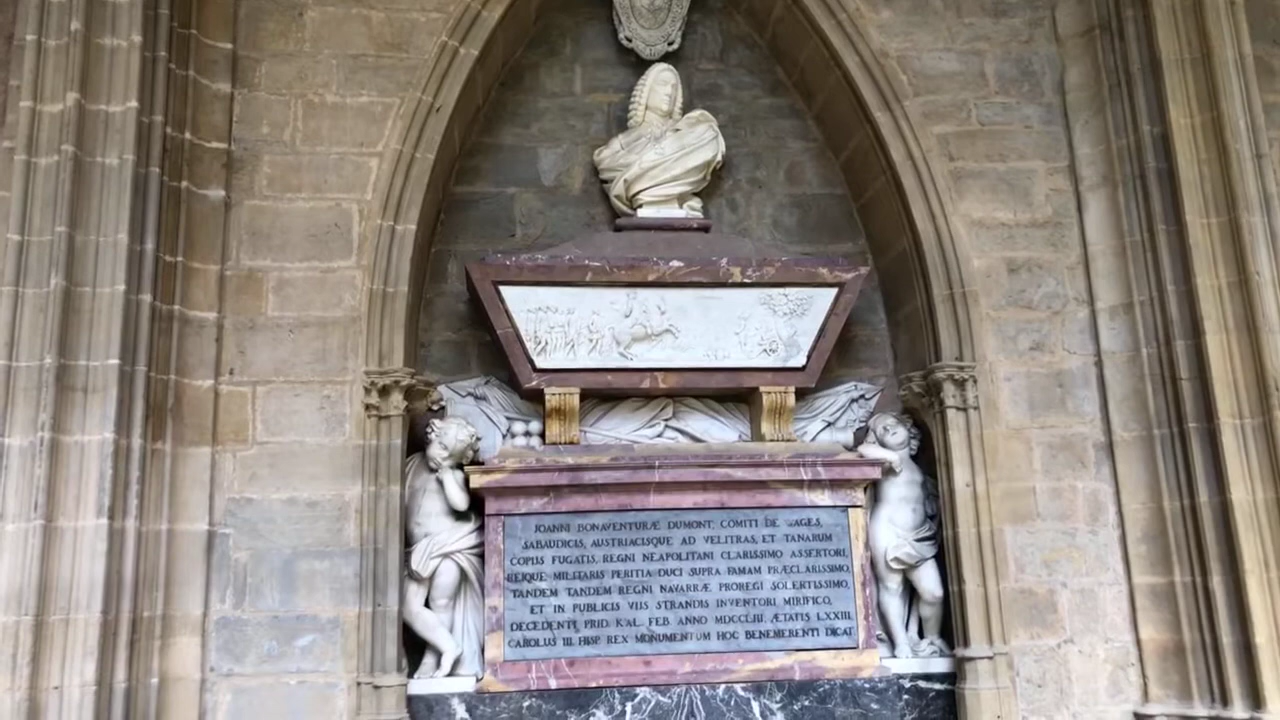 JOANNI BONAVENTURÆ DUMONT, COMITI DE GAGES,
SABAUDICIS, AUSTRIACISQUE AD VELITRAS, ET TANARUM
COPIIS FUGATIS, REGNI NEAPOLITANI CLARISSIMO ASSERTORI,
REIQUE MILITARIS PERITIA DUCI SUPRA FAMAM PRÆCLARISSIMO,
TANDEM TANDEM REGNI NAVARRÆ PROREGI SOLERTISSIMO,
ET IN PUBLICIS VIIS STRANDIS INVENTORI MIRIFICO,
DECEDENTI PRID. KAL. FEB. ANNO MDCCLIII, ÆTATIS LXXIII,
CAROLUS III. HISP. REX MONUMENTUM HOC BENEMERENTI DICAT